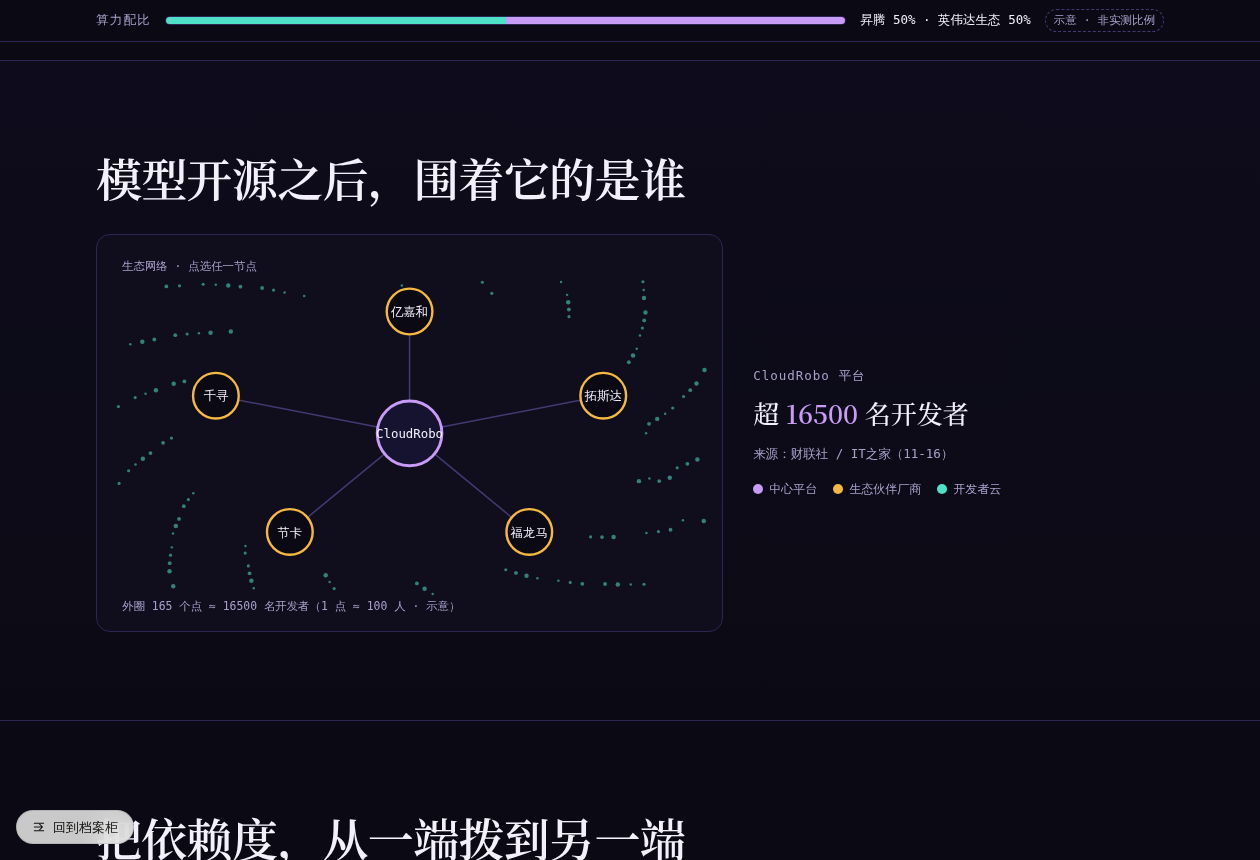 算力配比
昇腾 50% · 英伟达生态 50%
示意 · 非实测比例
模型开源之后，围着它的是谁
生态网络 · 点选任一节点
亿嘉和
千寻
拓斯达
CloudRobo
节卡
福龙马
外圈 165 个点 ≈ 16500 名开发者（1 点 ≈ 100 人 · 示意）
CloudRobo 平台
超 16500 名开发者
来源：财联社 / IT之家（11-16）
中心平台
生态伙伴厂商
开发者云
把依赖度，从一端拨到另一端
回到档案柜